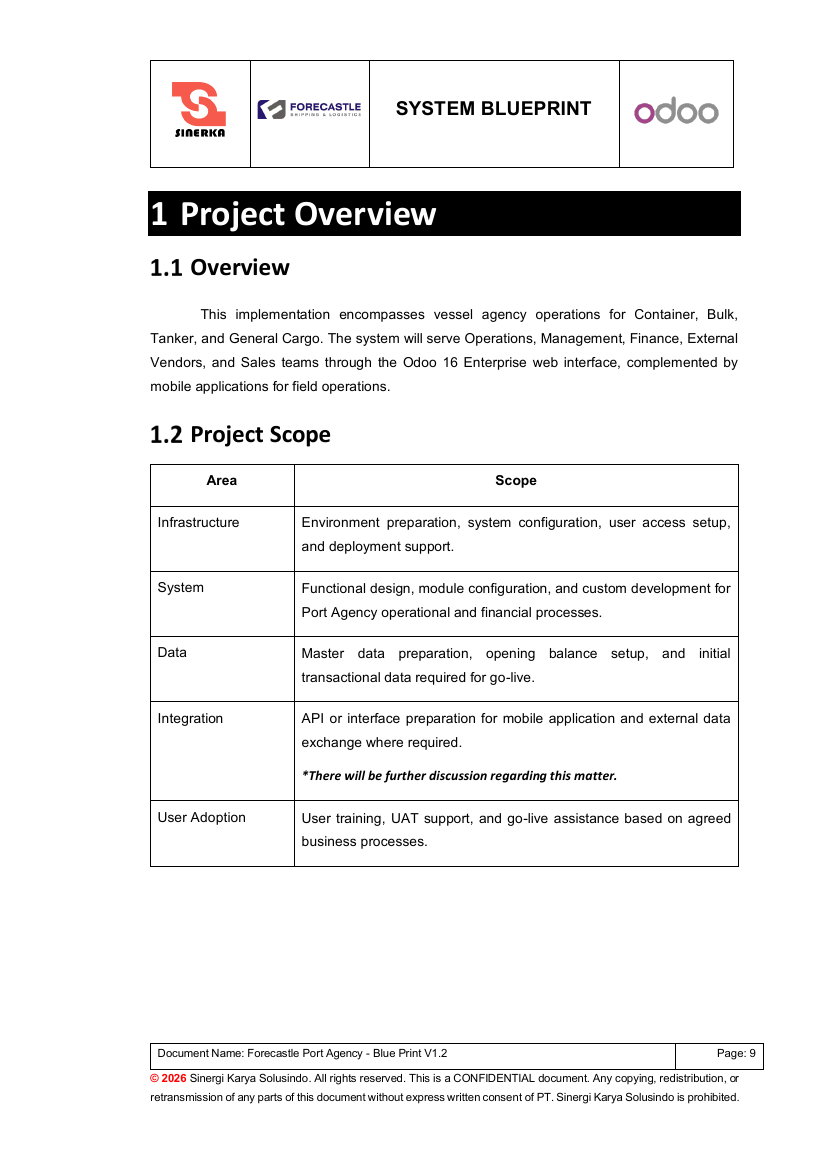 SINERKA
FORECASTLE
SHIPPING & LOGISTICS
SYSTEM BLUEPRINT
odoo
1 Project Overview
1.1 Overview
This implementation encompasses vessel agency operations for Container, Bulk,
Tanker, and General Cargo. The system will serve Operations, Management, Finance, External
Vendors, and Sales teams through the Odoo 16 Enterprise web interface, complemented by
mobile applications for field operations.
1.2 Project Scope
Area
Scope
Infrastructure
Environment preparation, system configuration, user access setup,
and deployment support.
System
Functional design, module configuration, and custom development for
Port Agency operational and financial processes.
Data
Master data preparation, opening balance setup, and initial
transactional data required for go-live.
Integration
API or interface preparation for mobile application and external data
exchange where required.
*There will be further discussion regarding this matter.
User Adoption
User training, UAT support, and go-live assistance based on agreed
business processes.
Document Name: Forecastle Port Agency - Blue Print V1.2
Page: 9
© 2026 Sinergi Karya Solusindo. All rights reserved. This is a CONFIDENTIAL document. Any copying, redistribution, or
retransmission of any parts of this document without express written consent of PT. Sinergi Karya Solusindo is prohibited.